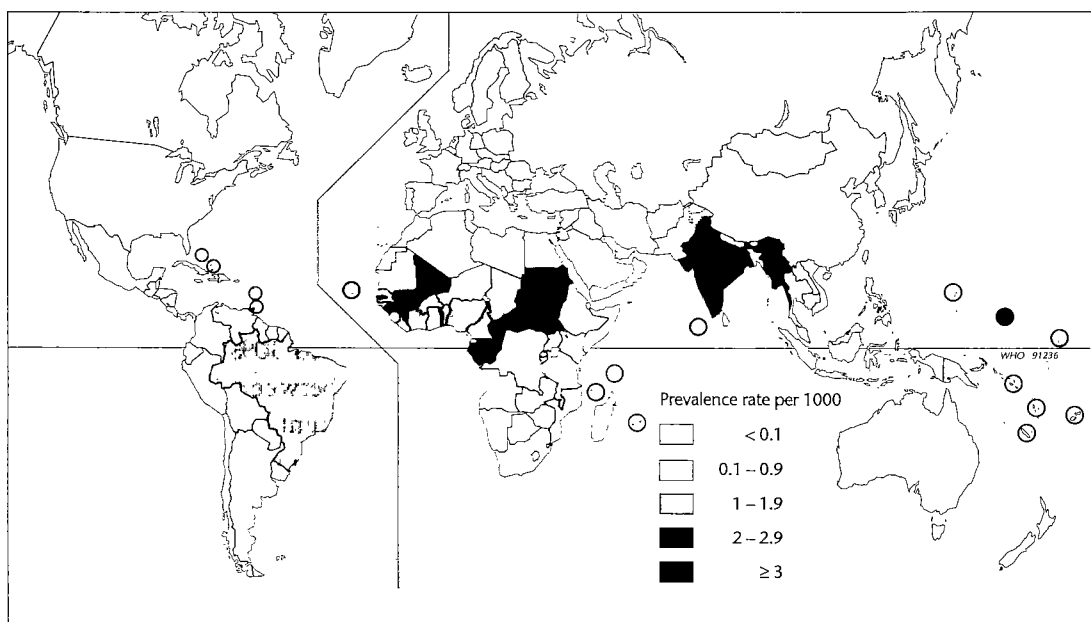 WHO 91236
Prevalence rate per 1000
< 0.1
0.1 – 0.9
1 – 1.9
2 – 2.9
≥ 3